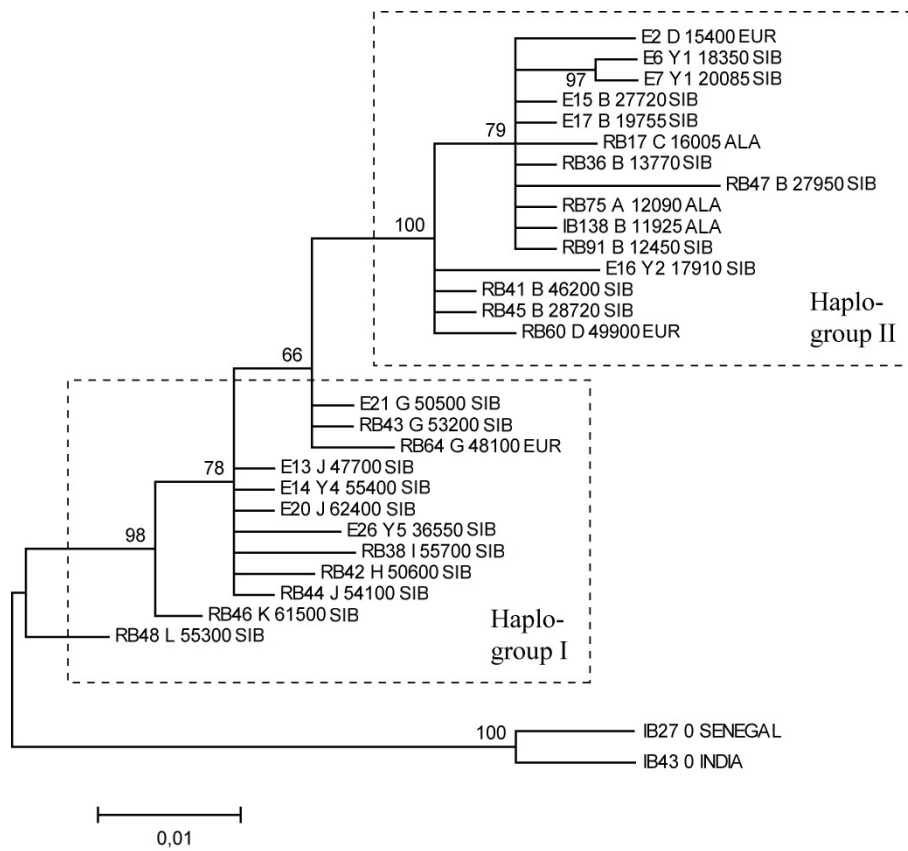 E2 D 15400 EUR
E6 Y1 18350 SIB
97
E7 Y1 20085 SIB
E15 B 27720 SIB
E17 B 19755 SIB
79
RB17 C 16005 ALA
RB36 B 13770 SIB
RB47 B 27950 SIB
RB75 A 12090 ALA
IB138 B 11925 ALA
100
RB91 B 12450 SIB
E16 Y2 17910 SIB
RB41 B 46200 SIB
RB45 B 28720 SIB
RB60 D 49900 EUR
Haplo-
group II
66
E21 G 50500 SIB
RB43 G 53200 SIB
RB64 G 48100 EUR
78
E13 J 47700 SIB
E14 Y4 55400 SIB
E20 J 62400 SIB
E26 Y5 36550 SIB
98
RB38 I 55700 SIB
RB42 H 50600 SIB
RB44 J 54100 SIB
RB46 K 61500 SIB
RB48 L 55300 SIB
Haplo-
group I
100
IB27 0 SENEGAL
IB43 0 INDIA
0,01